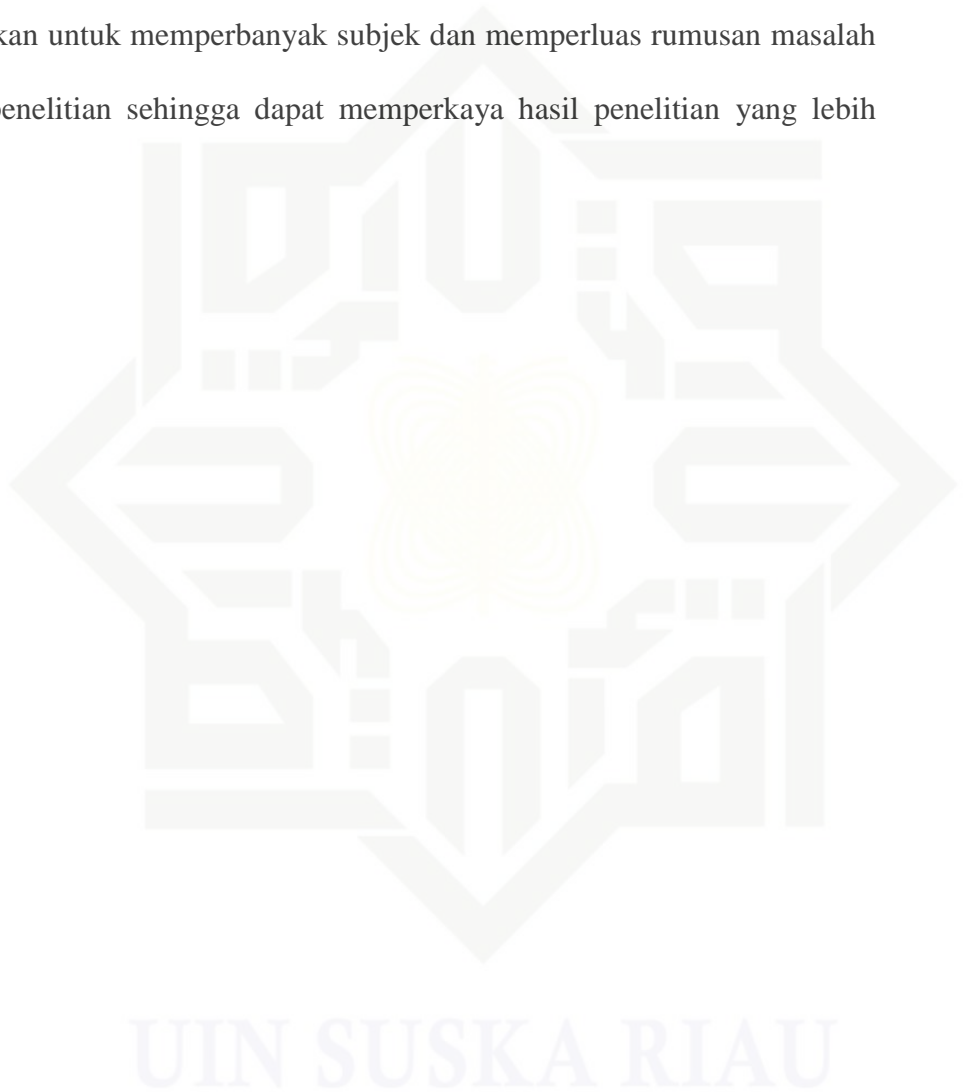 kan untuk memperbanyak subjek dan memperluas rumusan masalah
penelitian sehingga dapat memperkaya hasil penelitian yang lebih
UIN SUSKA RIAU